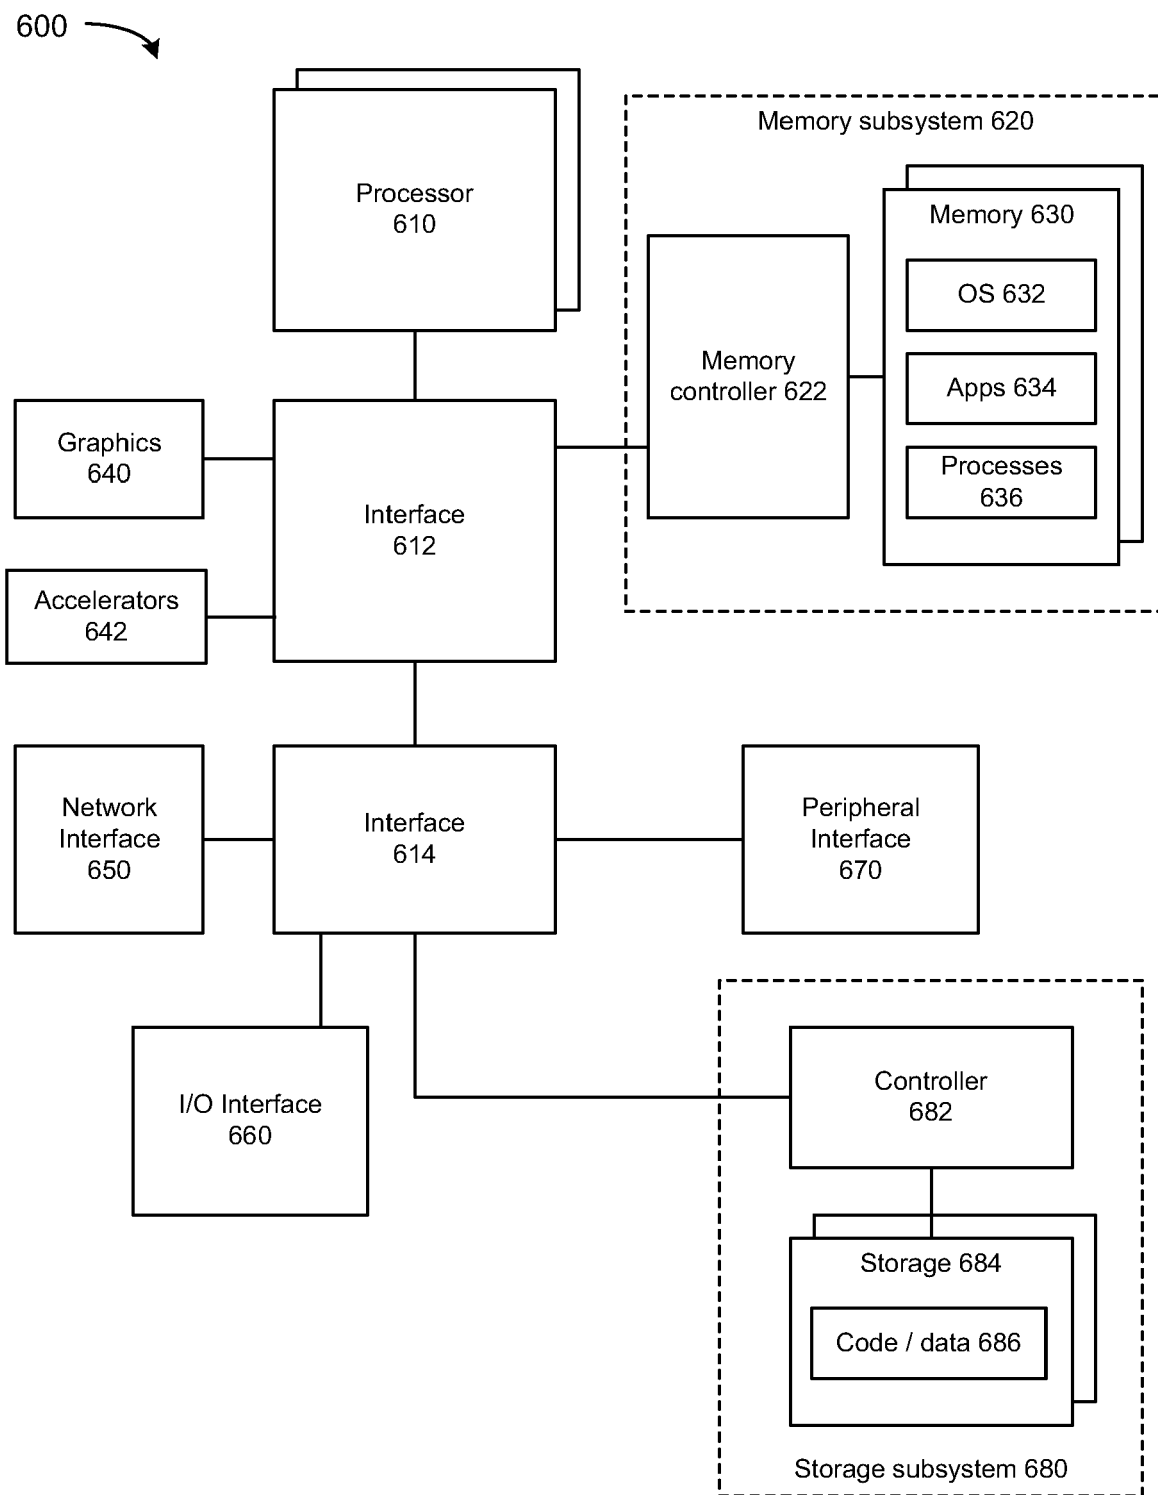 600
Processor
610
Memory subsystem 620
Memory 630
OS 632
Apps 634
Processes
636
Memory
controller 622
Graphics
640
Interface
612
Accelerators
642
Network
Interface
650
Interface
614
Peripheral
Interface
670
I/O Interface
660
Controller
682
Storage 684
Code / data 686
Storage subsystem 680